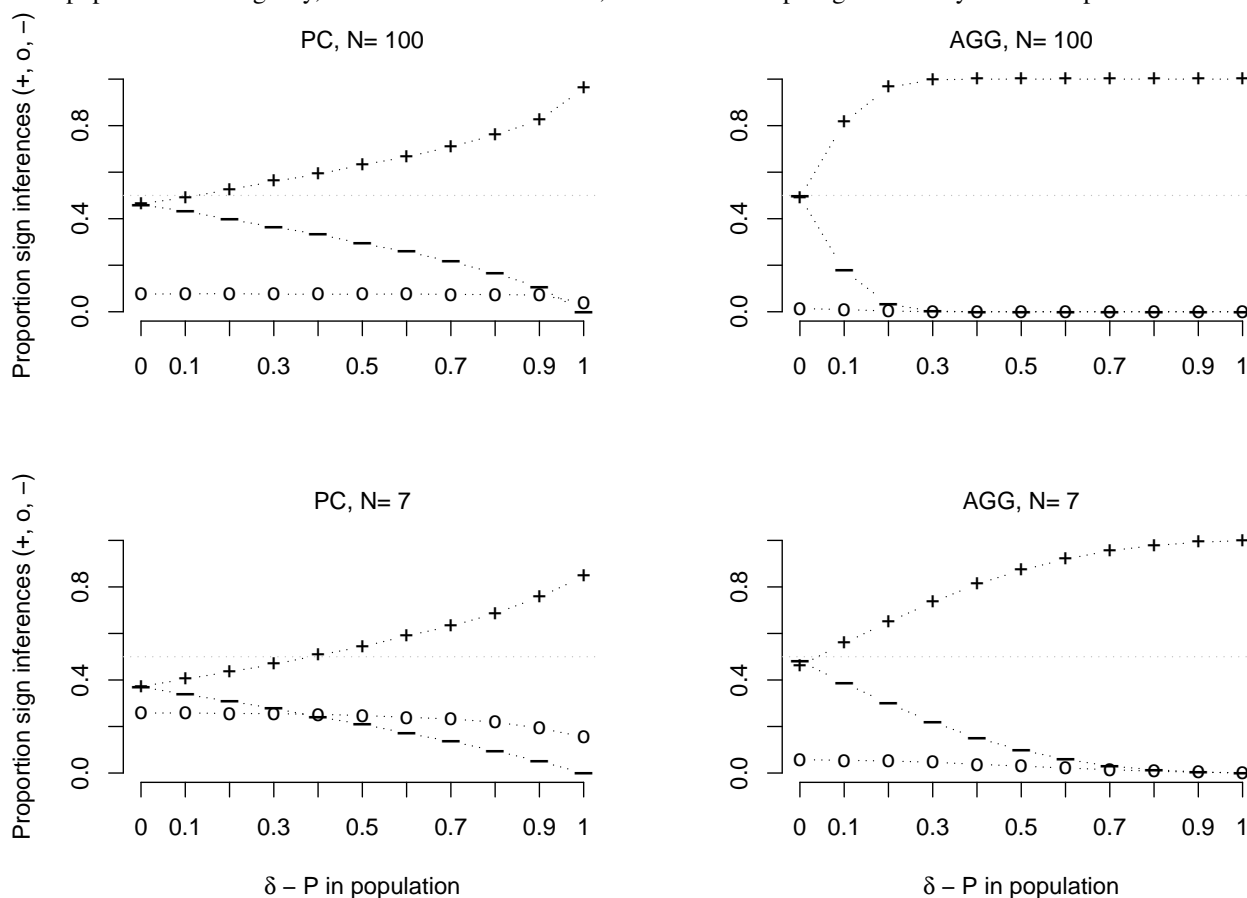 PC, N= 100
AGG, N= 100
Proportion sign inferences (+, o, −)
0.0 0.4 0.8
0 0.1 0.3 0.5 0.7 0.9 1
0.0 0.4 0.8
0 0.1 0.3 0.5 0.7 0.9 1
PC, N= 7
AGG, N= 7
Proportion sign inferences (+, o, −)
0.0 0.4 0.8
0 0.1 0.3 0.5 0.7 0.9 1
δ − P in population
0.0 0.4 0.8
0 0.1 0.3 0.5 0.7 0.9 1
δ − P in population